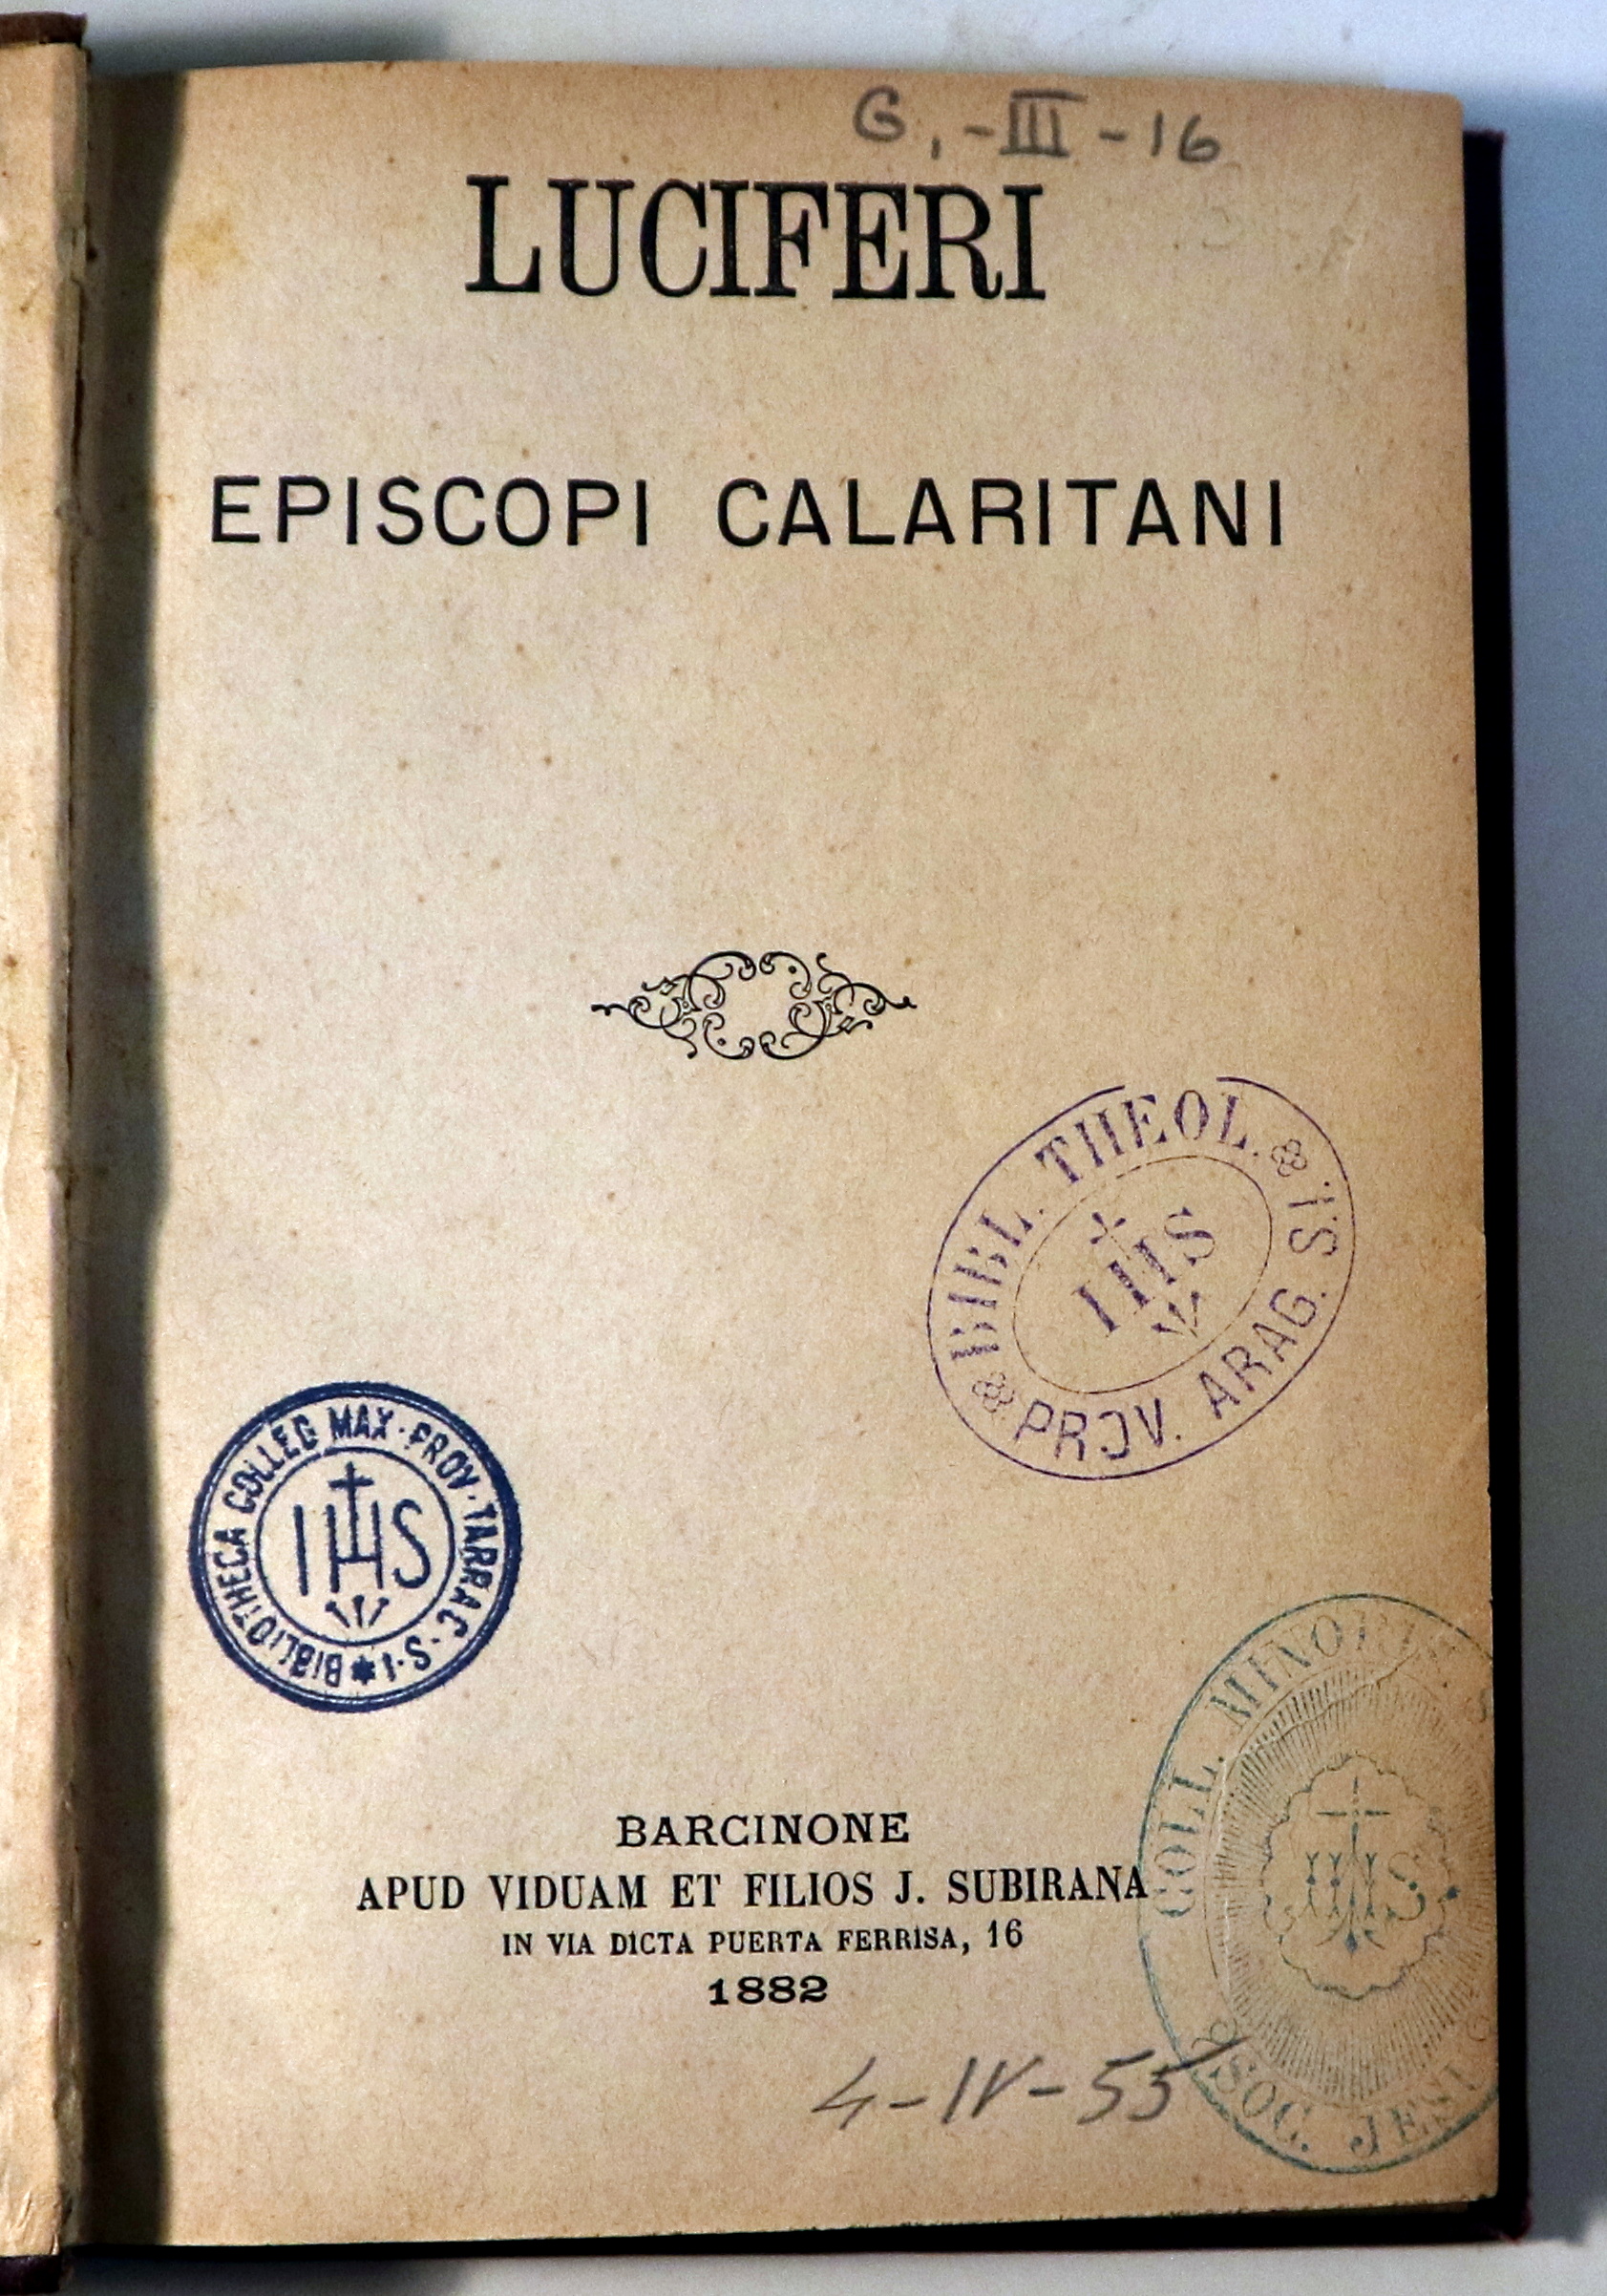 G. -III-16
LUCIFERI
EPISCOPI CALARITANI
BIBL. THEOL.
PROV. ARAG. S.I.
IHS
BIBLIOTHECA COLLEG MAX · PROV · TARRAC · S · I
IHS
COLL. MINOR
SOC. JESU
IHS
BARCINONE
APUD VIDUAM ET FILIOS J. SUBIRANA
IN VIA DICTA PUERTA FERRISA, 16
1882
4-IV-55